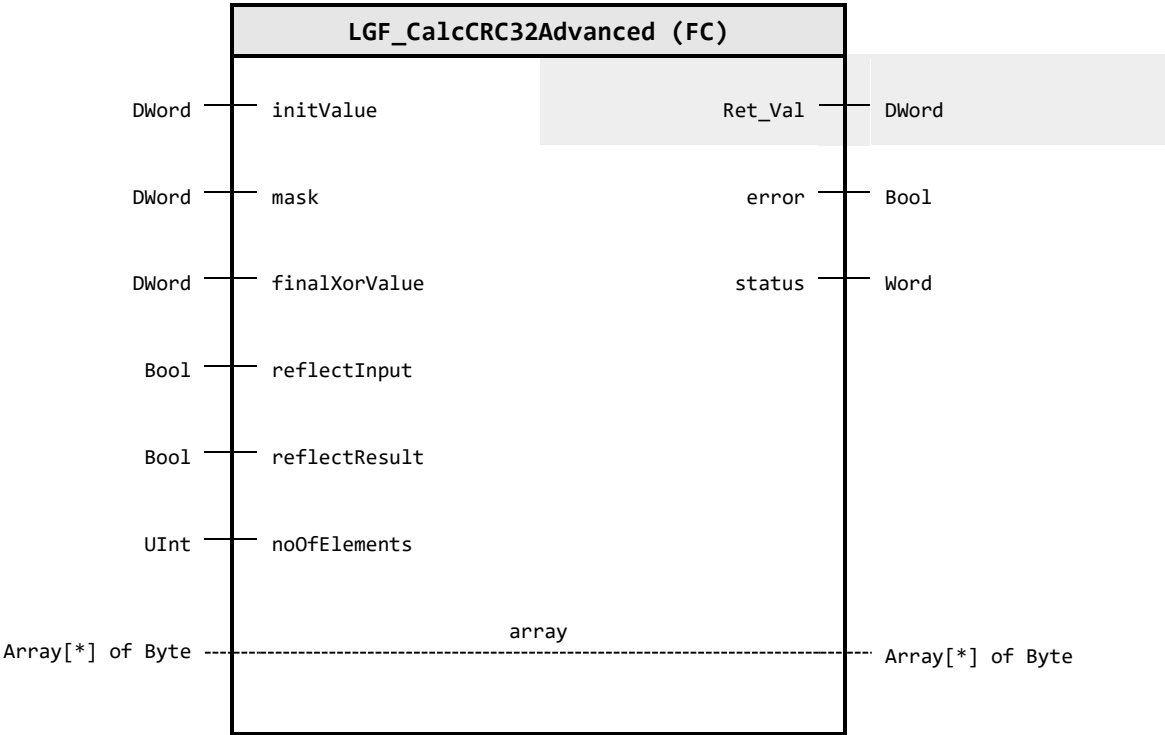 LGF_CalcCRC32Advanced (FC)
DWord initValue Ret_Val DWord
DWord mask error Bool
DWord finalXorValue status Word
Bool reflectInput
Bool reflectResult
UInt noOfElements
array
Array[*] of Byte Array[*] of Byte